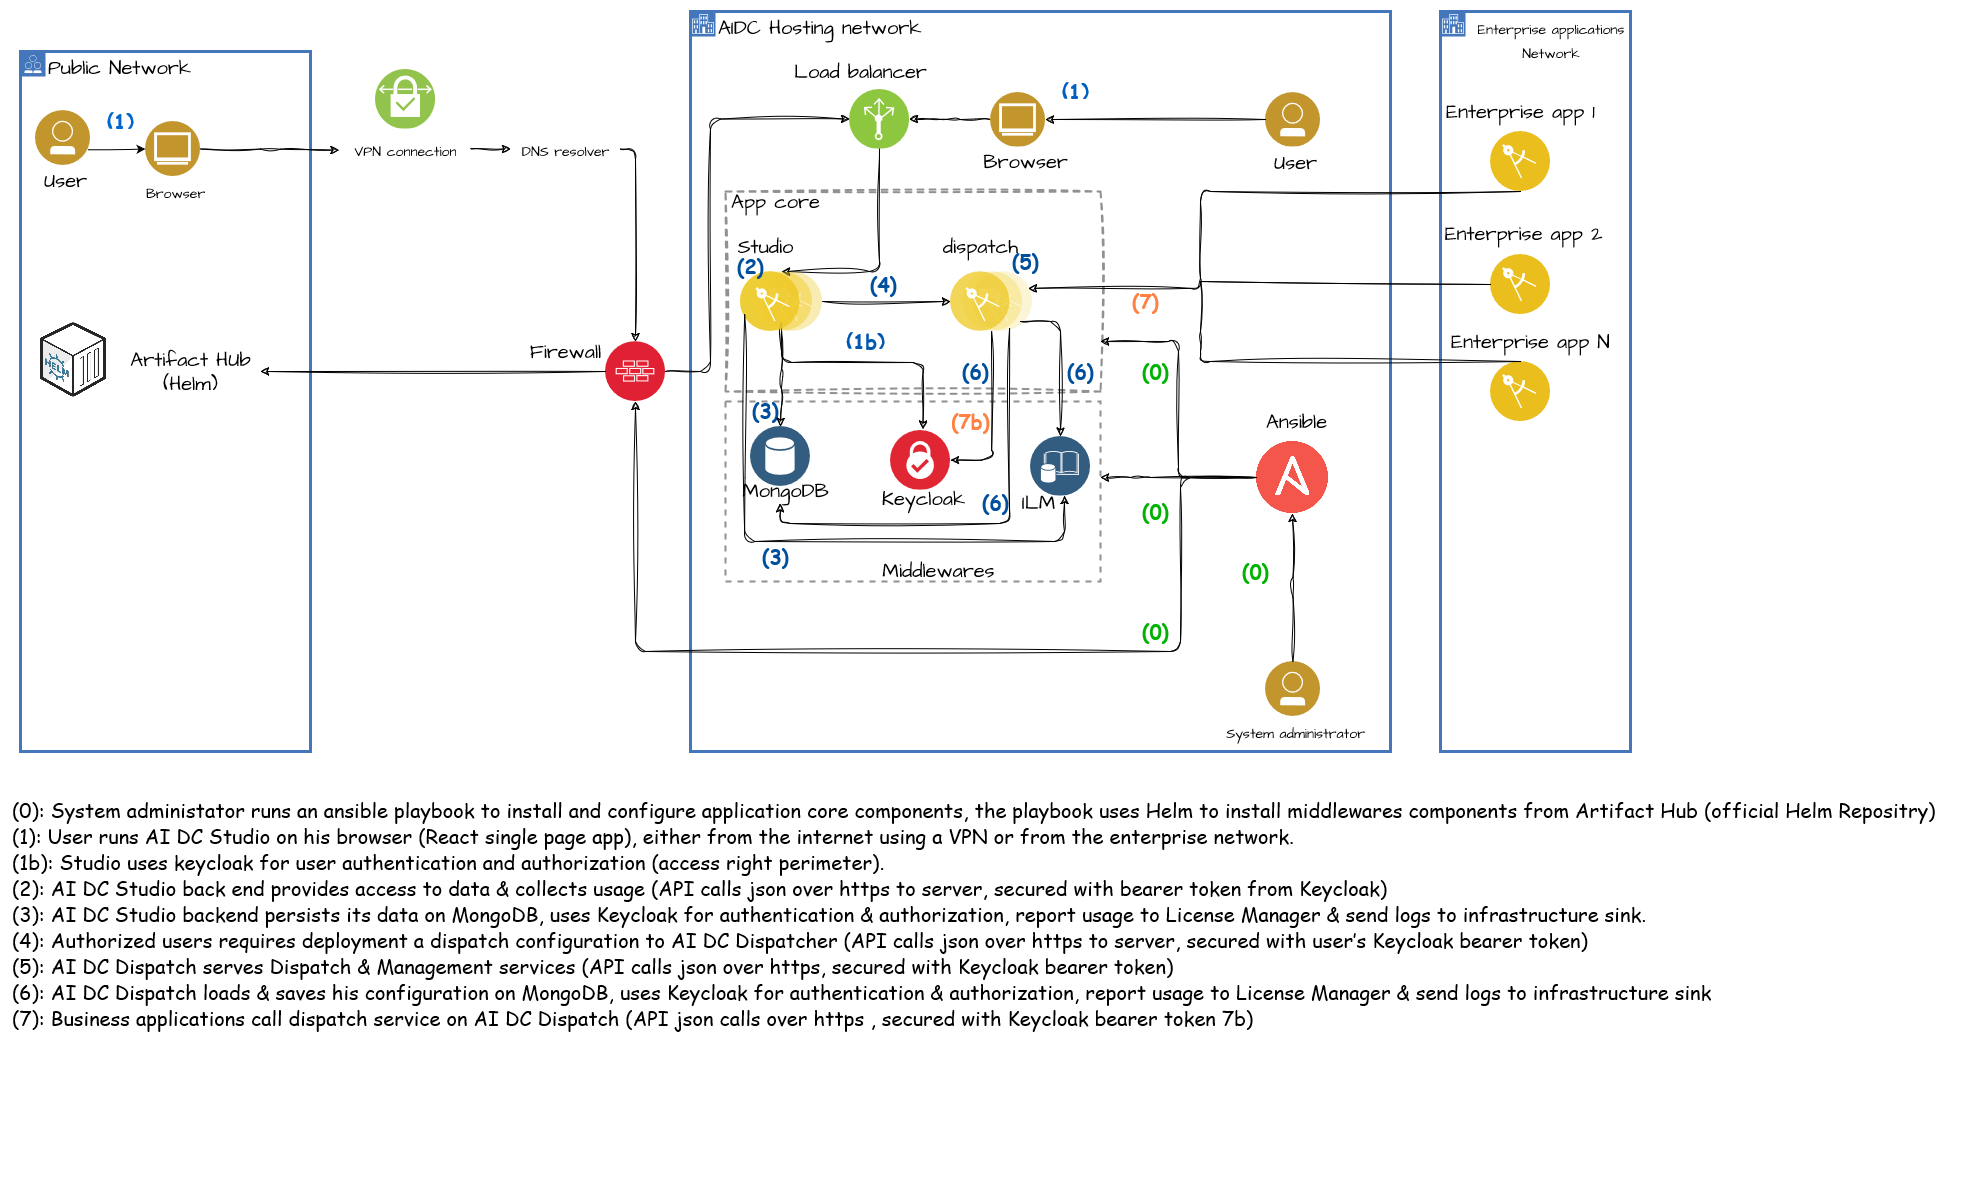 AIDC Hosting network
Enterprise applications
Network
Public Network
Load balancer
(1)
(1)
Enterprise app 1
VPN connection
DNS resolver
Browser
User
User
Browser
App core
Studio
dispatch
Enterprise app 2
(2)
(5)
(4)
(7)
(1b)
Enterprise app N
Firewall
Artifact Hub
(Helm)
HELM
(6)
(6)
(0)
(3)
(7b)
Ansible
MongoDB
Keycloak
(6)
ILM
(0)
(3)
Middlewares
(0)
(0)
System administrator
(0): System administator runs an ansible playbook to install and configure application core components, the playbook uses Helm to install middlewares components from Artifact Hub (official Helm Repositry)
(1): User runs AI DC Studio on his browser (React single page app), either from the internet using a VPN or from the enterprise network.
(1b): Studio uses keycloak for user authentication and authorization (access right perimeter).
(2): AI DC Studio back end provides access to data & collects usage (API calls json over https to server, secured with bearer token from Keycloak)
(3): AI DC Studio backend persists its data on MongoDB, uses Keycloak for authentication & authorization, report usage to License Manager & send logs to infrastructure sink.
(4): Authorized users requires deployment a dispatch configuration to AI DC Dispatcher (API calls json over https to server, secured with user's Keycloak bearer token)
(5): AI DC Dispatch serves Dispatch & Management services (API calls json over https, secured with Keycloak bearer token)
(6): AI DC Dispatch loads & saves his configuration on MongoDB, uses Keycloak for authentication & authorization, report usage to License Manager & send logs to infrastructure sink
(7): Business applications call dispatch service on AI DC Dispatch (API json calls over https , secured with Keycloak bearer token 7b)